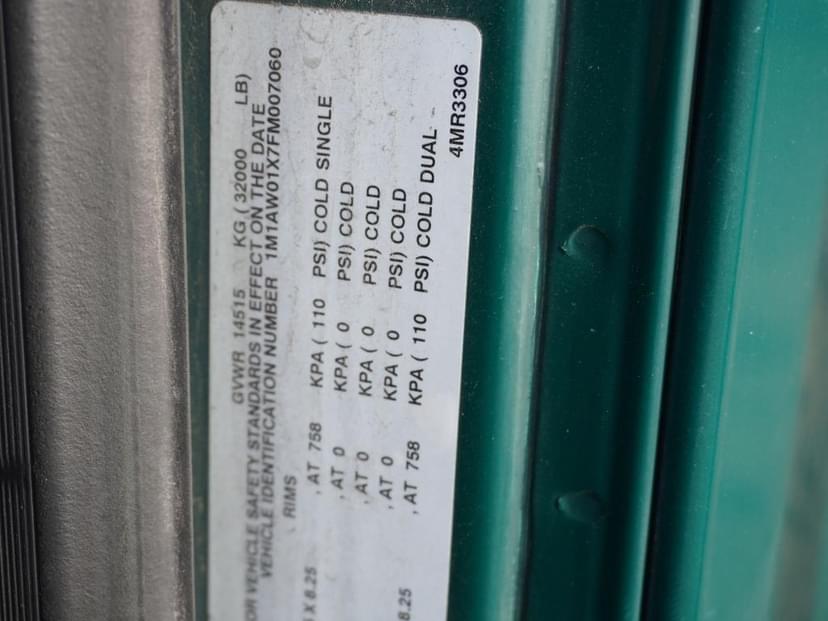 GVWR 14515 KG ( 32000 LB)
OR VEHICLE SAFETY STANDARDS IN EFFECT ON THE DATE
VEHICLE IDENTIFICATION NUMBER 1M1AW01X7FM007060
RIMS
X 8.25 , AT 758 KPA ( 110 PSI) COLD SINGLE
, AT 0 KPA ( 0 PSI) COLD
, AT 0 KPA ( 0 PSI) COLD
, AT 0 KPA ( 0 PSI) COLD
8.25 , AT 758 KPA ( 110 PSI) COLD DUAL
4MR3306